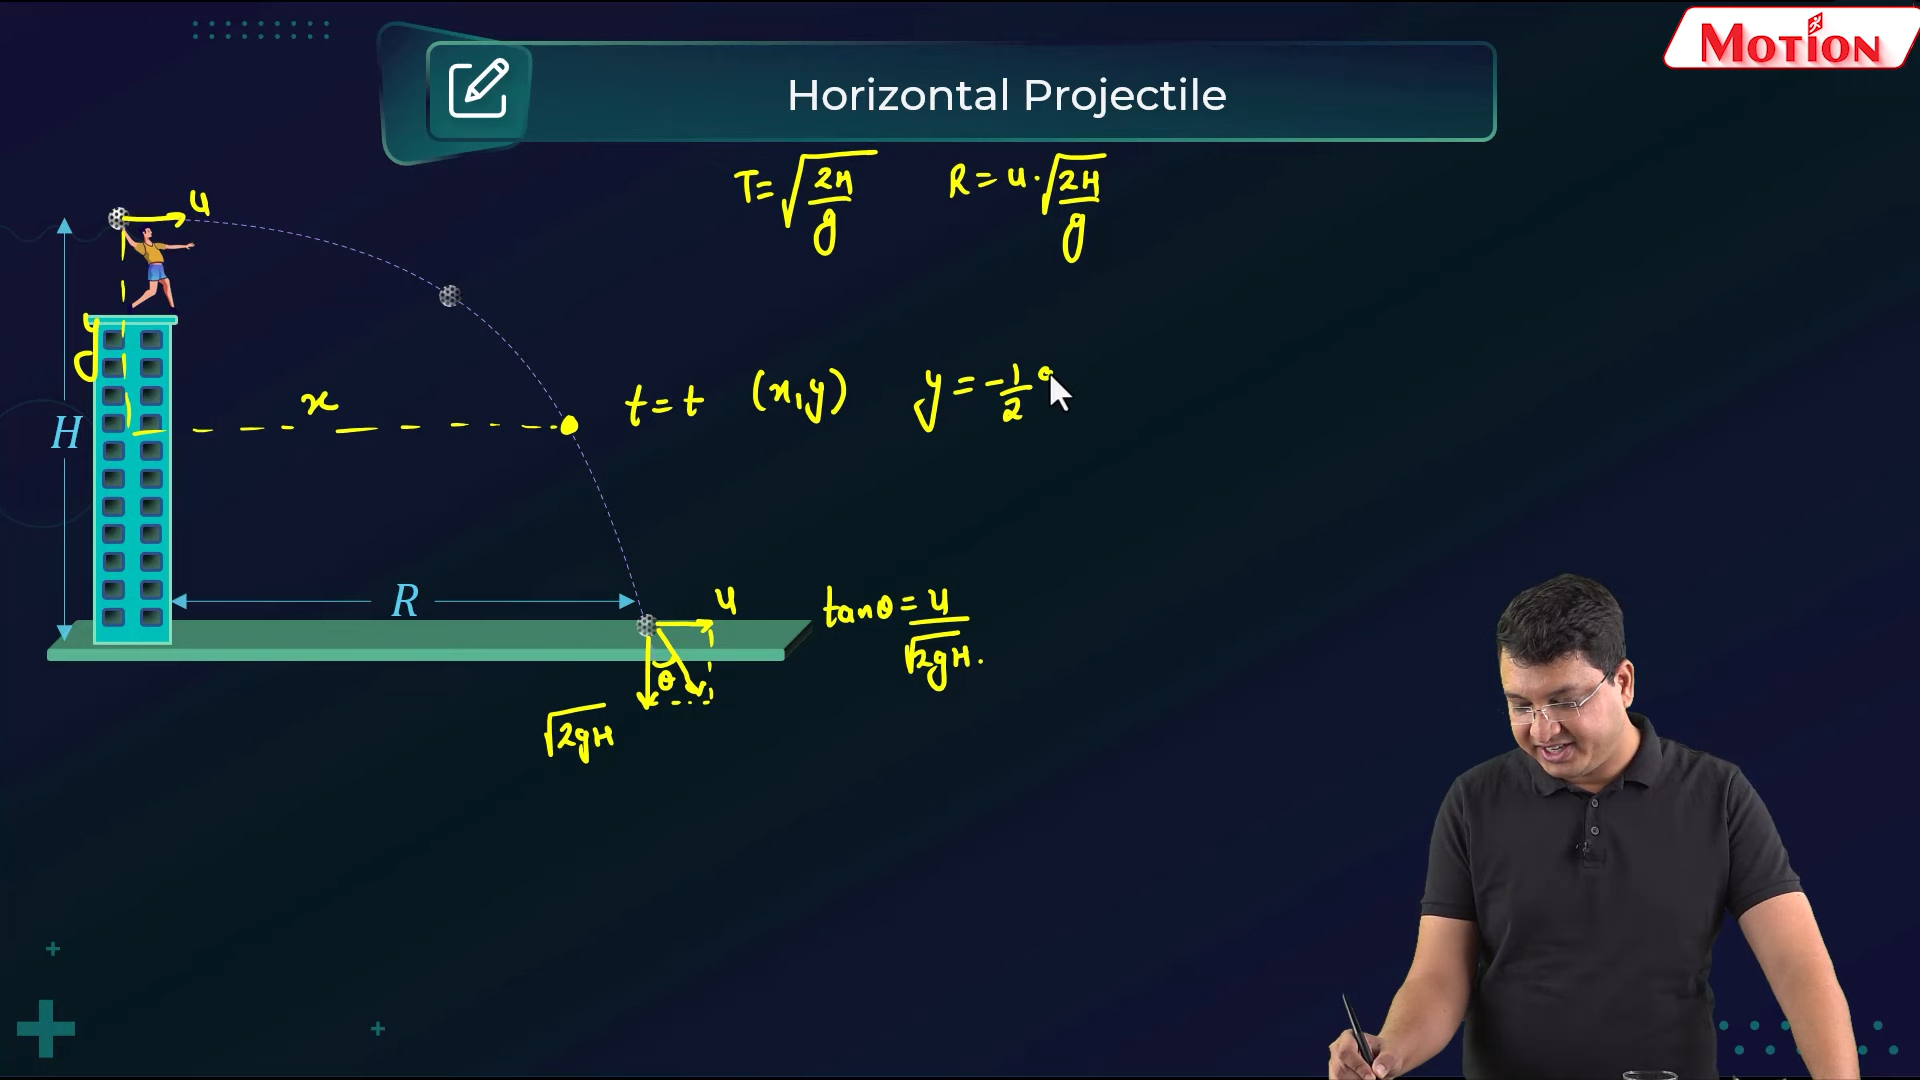 MOTION
Horizontal Projectile
T = √(2H/g)
R = u·√(2H/g)
u
y
H
x
t = t (x,y)
y = -1/2
R
u
θ
√2gH
tanθ = u/√2gH.